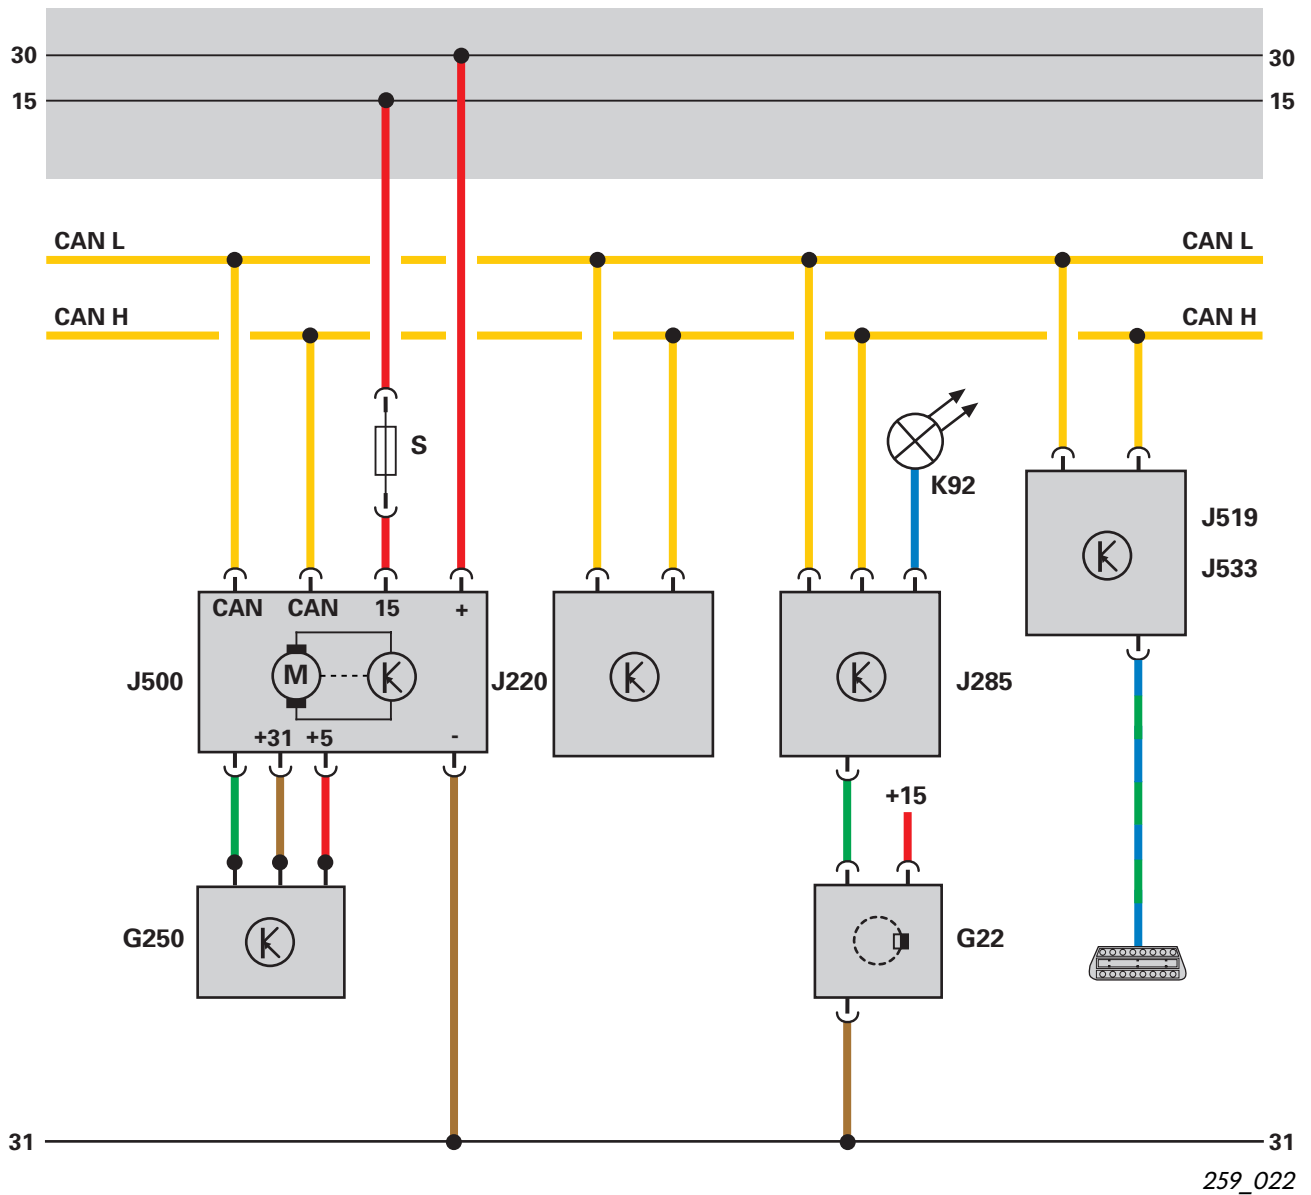 30 30
15 15
CAN L CAN L
CAN H CAN H
S
K92
J519
J533
CAN CAN 15 +
M
J500 J220 J285
+31 +5 -
+15
G250 G22
31 31
259_022